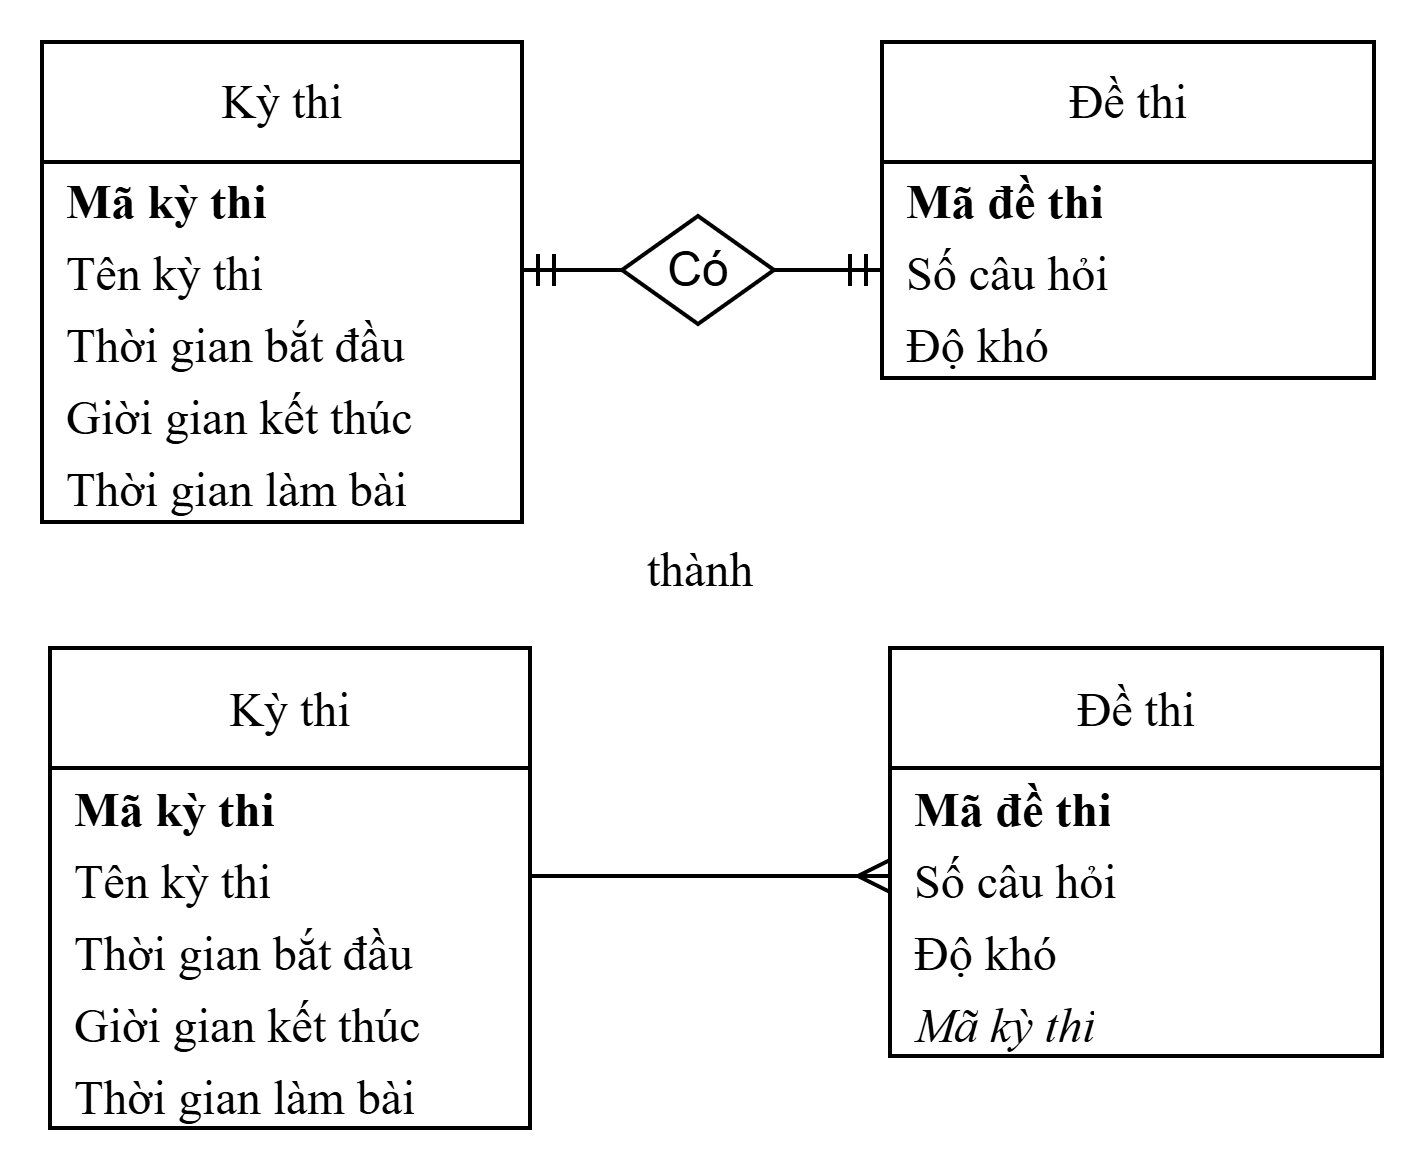 Kỳ thi
Mã kỳ thi
Tên kỳ thi
Thời gian bắt đầu
Giời gian kết thúc
Thời gian làm bài
Có
Đề thi
Mã đề thi
Số câu hỏi
Độ khó
thành
Kỳ thi
Mã kỳ thi
Tên kỳ thi
Thời gian bắt đầu
Giời gian kết thúc
Thời gian làm bài
Đề thi
Mã đề thi
Số câu hỏi
Độ khó
Mã kỳ thi